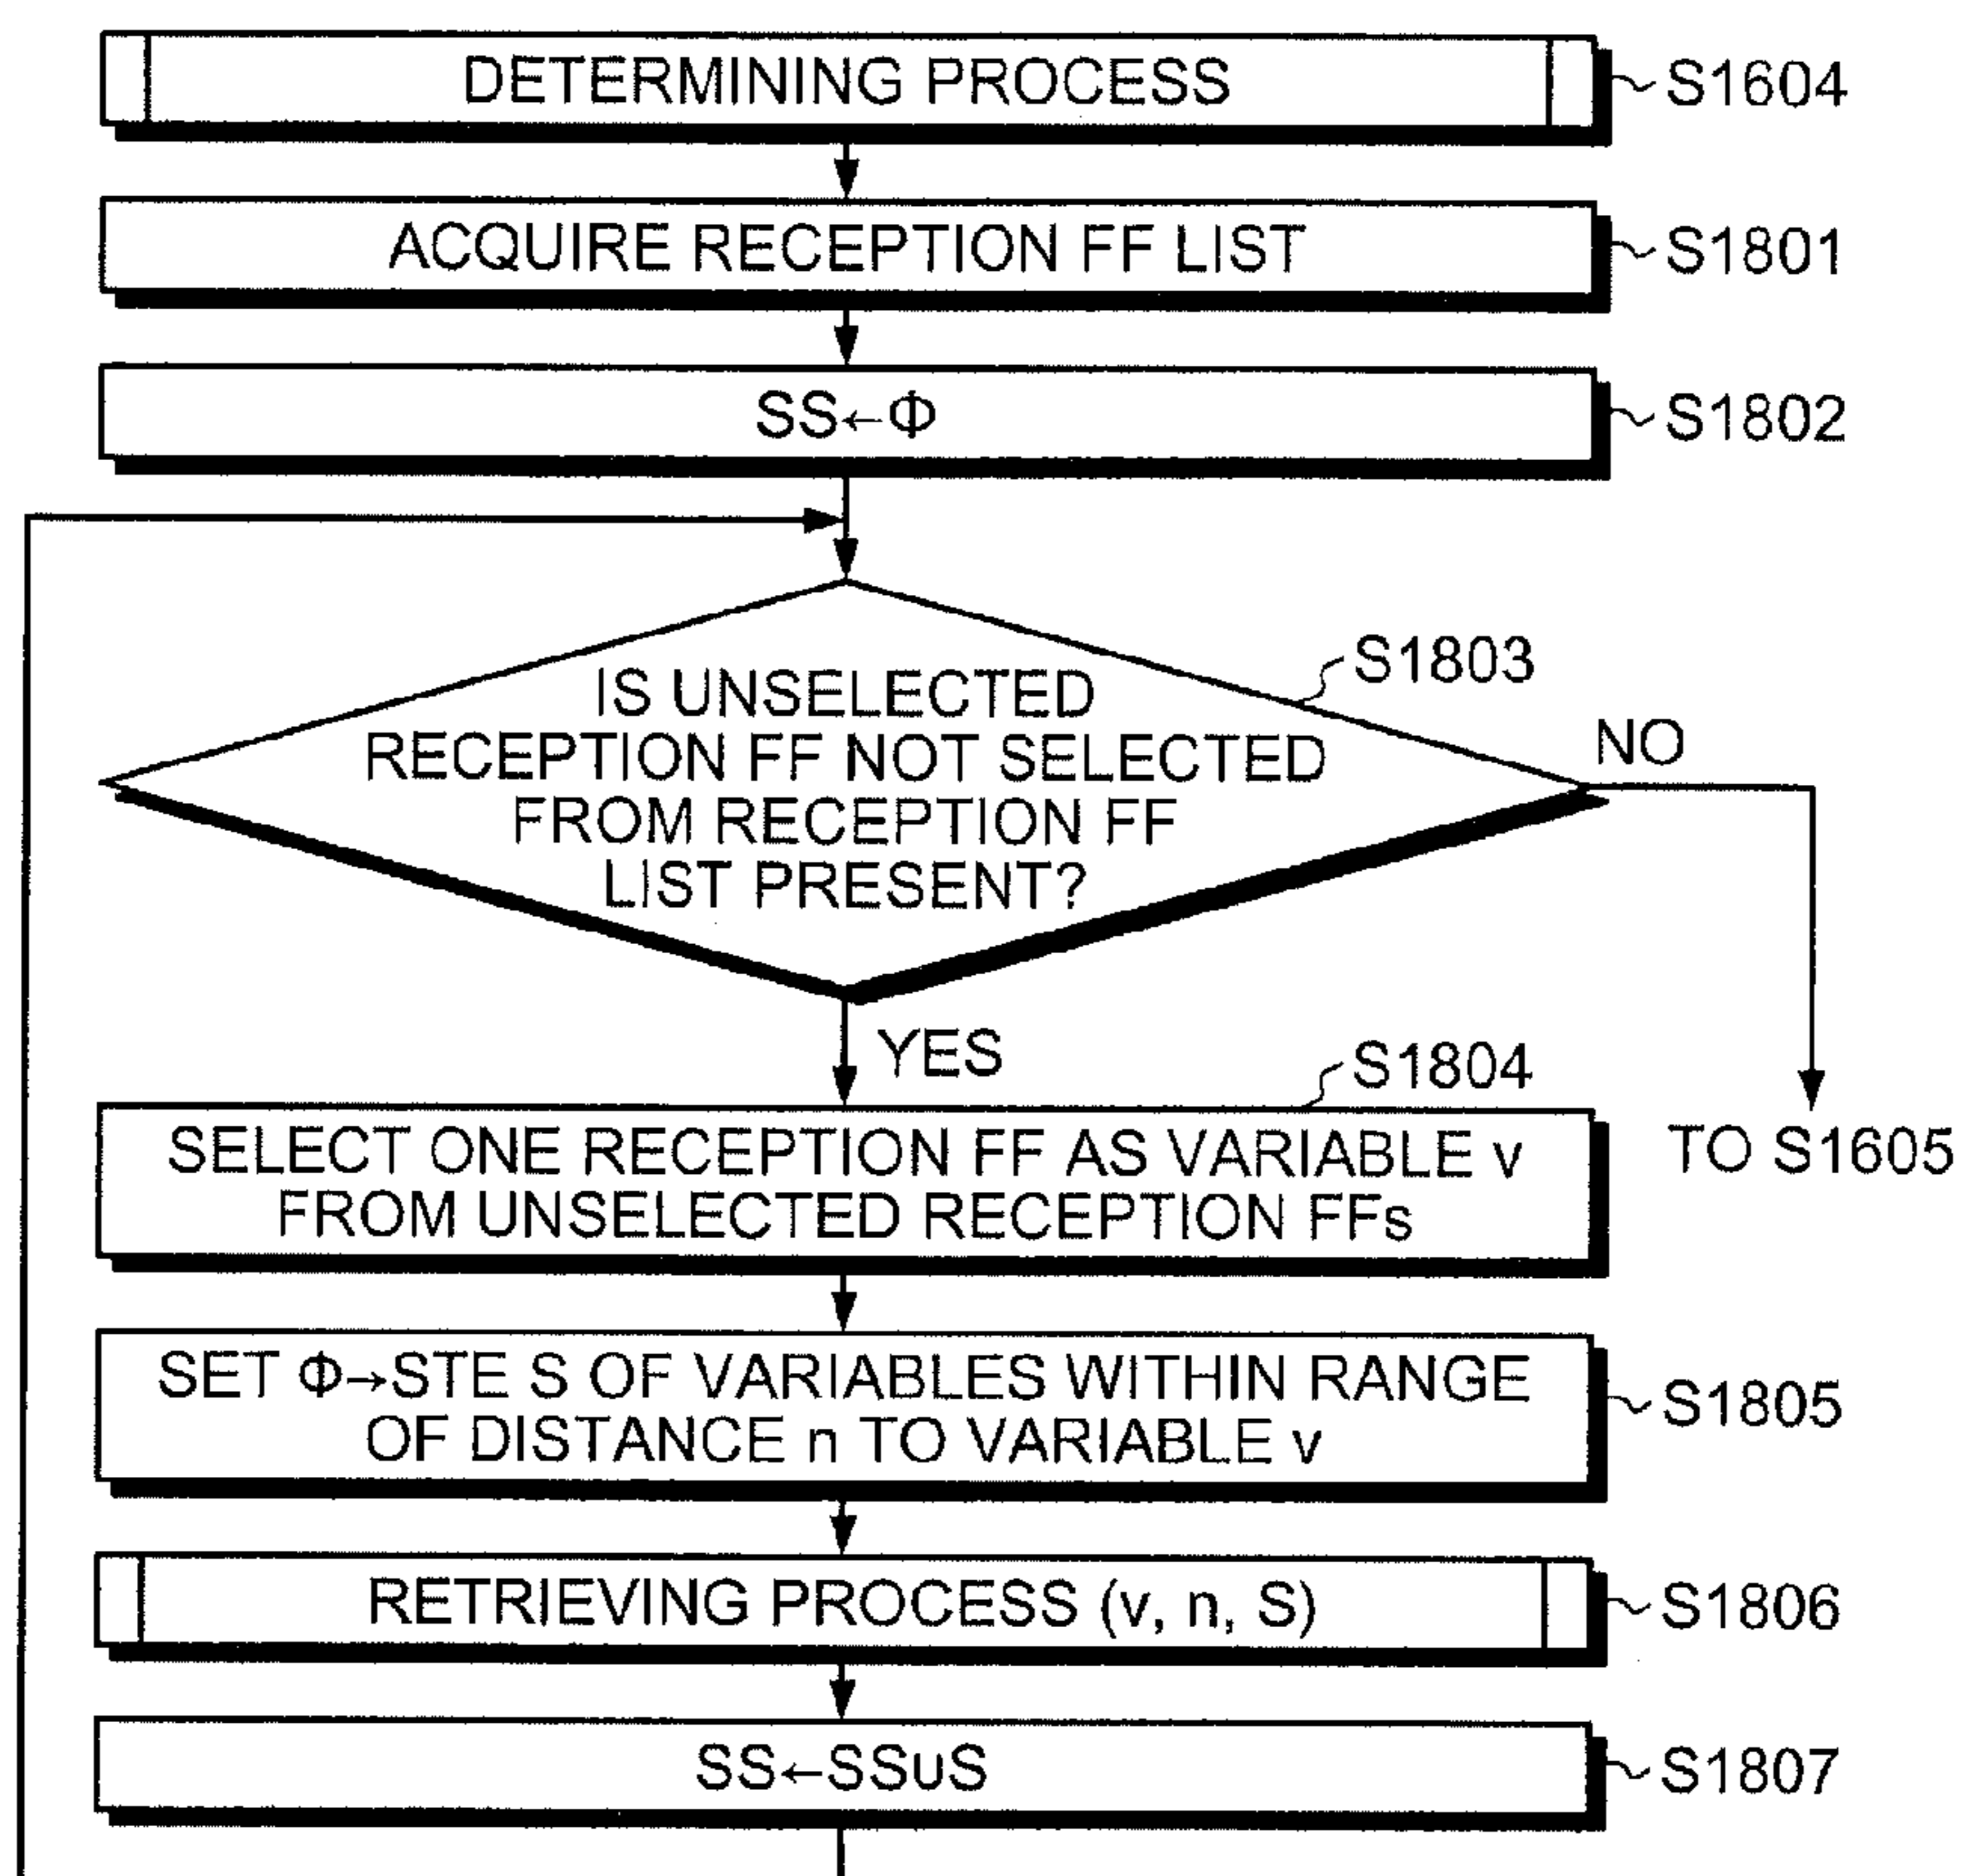 DETERMINING PROCESS
S1604
ACQUIRE RECEPTION FF LIST
S1801
SS←Φ
S1802
IS UNSELECTED
RECEPTION FF NOT SELECTED
FROM RECEPTION FF
LIST PRESENT?
S1803
NO
YES
S1804
SELECT ONE RECEPTION FF AS VARIABLE v
FROM UNSELECTED RECEPTION FFs
TO S1605
SET Φ→STE S OF VARIABLES WITHIN RANGE
OF DISTANCE n TO VARIABLE v
S1805
RETRIEVING PROCESS (v, n, S)
S1806
SS←SS∪S
S1807